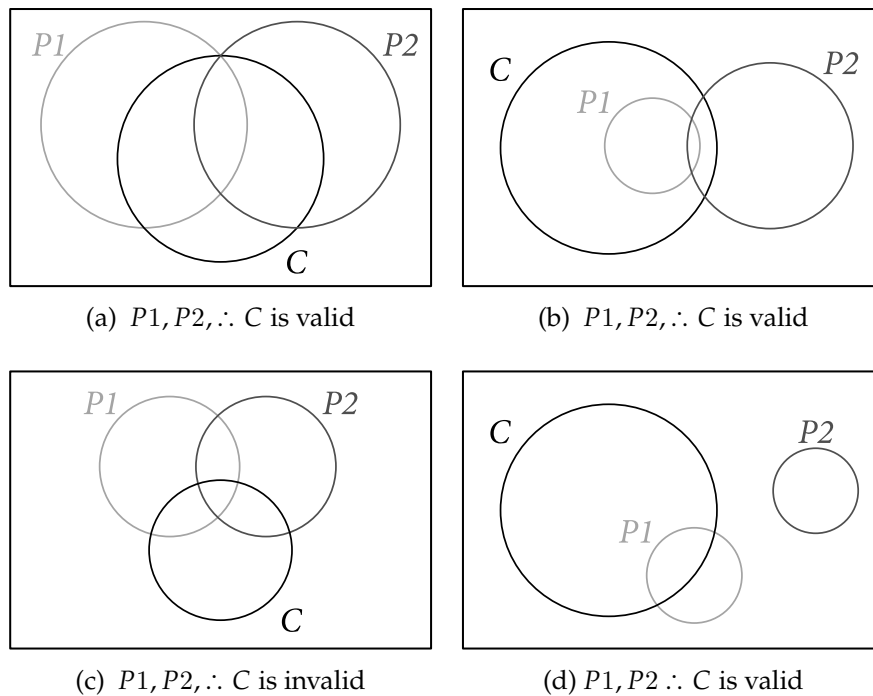 P1 P2
C
(a) P1, P2, ∴ C is valid
C P1 P2
(b) P1, P2, ∴ C is valid
P1 P2
C
(c) P1, P2, ∴ C is invalid
C P2
P1
(d) P1, P2 ∴ C is valid